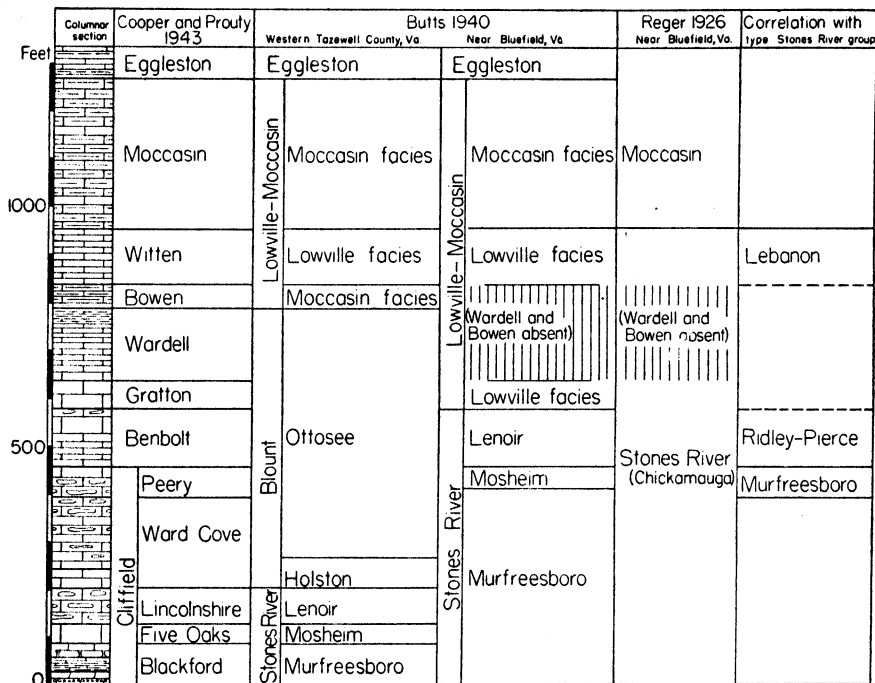 Columnar
section
Cooper and Prouty
1943
Butts 1940
Western Tazewell County, Va.
Near Bluefield, Va.
Reger 1926
Near Bluefield, Va.
Correlation with
type Stones River group
Feet
1000
500
0
Eggleston
Moccasin
Witten
Bowen
Wardell
Gratton
Benbolt
Cliffield
Peery
Ward Cove
Lincolnshire
Five Oaks
Blackford
Eggleston
Lowville-Moccasin
Moccasin facies
Lowville facies
Moccasin facies
Blount
Ottosee
Holston
Stones River
Lenoir
Mosheim
Murfreesboro
Eggleston
Lowville-Moccasin
Moccasin facies
Lowville facies
(Wardell and
Bowen absent)
Lowville facies
Stones River
Lenoir
Mosheim
Murfreesboro
Moccasin
(Wardell and
Bowen absent)
Stones River
(Chickamauga)
Lebanon
Ridley-Pierce
Murfreesboro